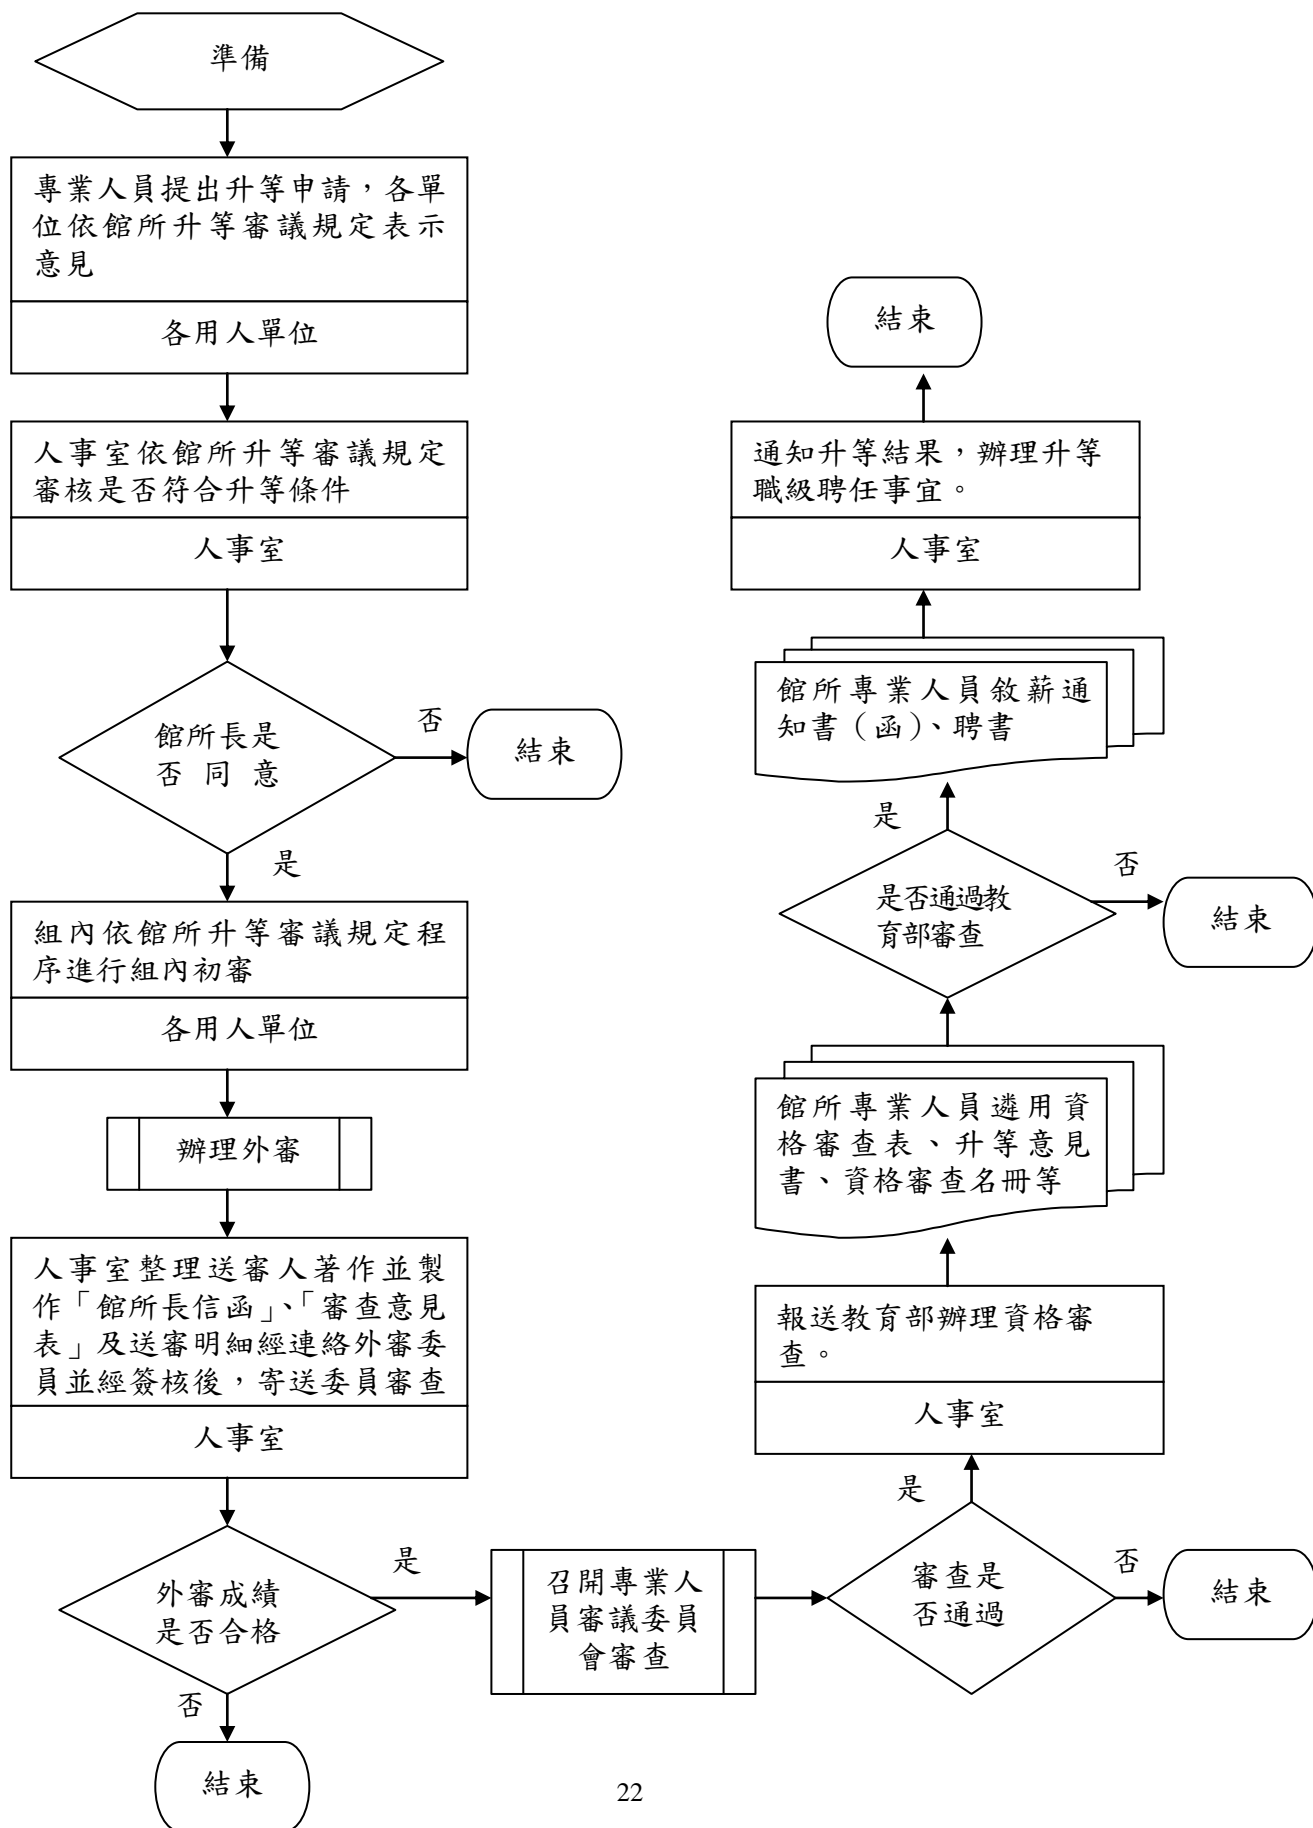 準備
專業人員提出升等申請，各單
位依館所升等審議規定表示
意見
各用人單位
人事室依館所升等審議規定
審核是否符合升等條件
人事室
館所長是
否同意
否
結束
是
組內依館所升等審議規定程
序進行組內初審
各用人單位
辦理外審
人事室整理送審人著作並製
作「館所長信函」、「審查意見
表」及送審明細經連絡外審委
員並經簽核後，寄送委員審查
人事室
外審成績
是否合格
否
結束
是
召開專業人
員審議委員
會審查
審查是
否通過
否
結束
是
報送教育部辦理資格審
查。
人事室
館所專業人員遴用資
格審查表、升等意見
書、資格審查名冊等
是否通過教
育部審查
否
結束
是
館所專業人員敘薪通
知書（函）、聘書
通知升等結果，辦理升等
職級聘任事宜。
人事室
結束
22